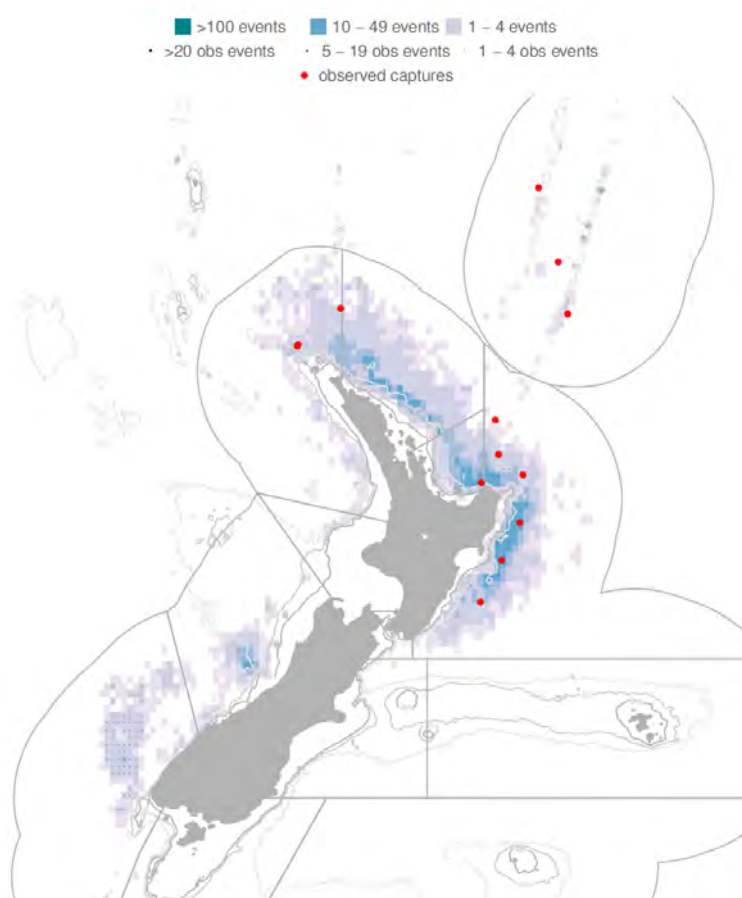 >100 events 10 – 49 events 1 – 4 events
>20 obs events 5 – 19 obs events 1 – 4 obs events
observed captures